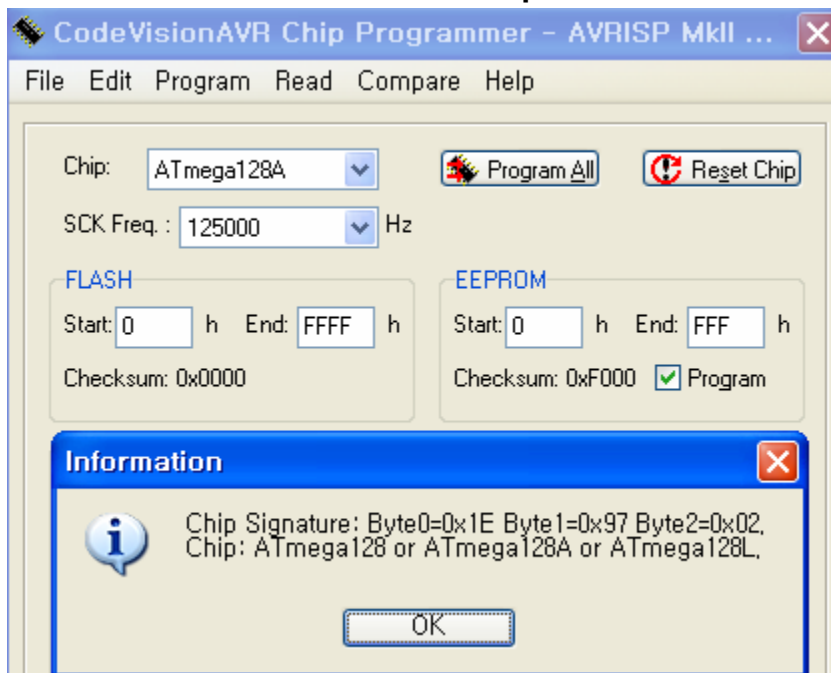 CodeVisionAVR Chip Programmer - AVRISP MkII ...
File Edit Program Read Compare Help
Chip: ATmega128A Program All Reset Chip
SCK Freq. : 125000 Hz
FLASH EEPROM
Start: 0 h End: FFFF h Start: 0 h End: FFF h
Checksum: 0x0000 Checksum: 0xF000 Program
Information
Chip Signature: Byte0=0x1E Byte1=0x97 Byte2=0x02,
Chip: ATmega128 or ATmega128A or ATmega128L,
OK